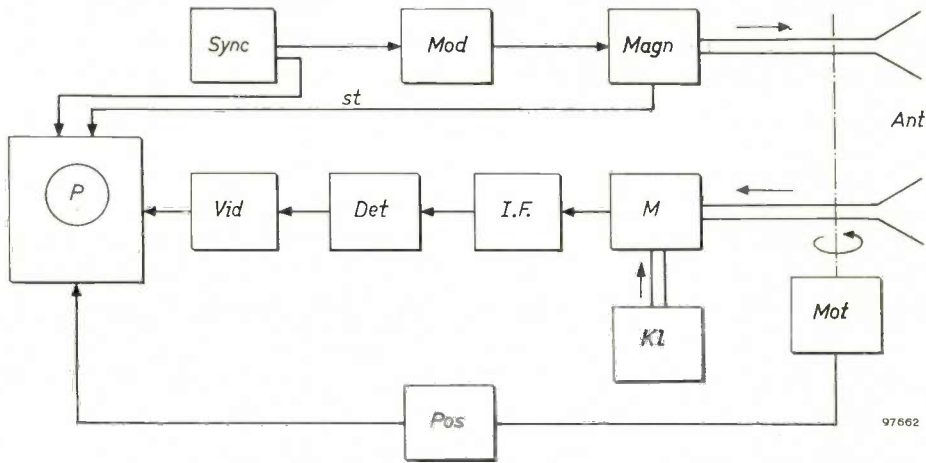 Sync
Mod
Magn
st
Ant
P
Vid
Det
I.F.
M
Mot
Kl
Pos
97662